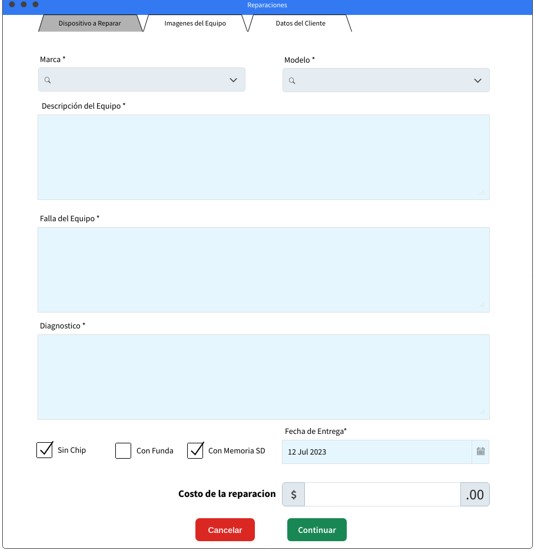 Reparaciones
Dispositivo a Reparar Imagenes del Equipo Datos del Cliente
Marca * Modelo *
Descripción del Equipo *
Falla del Equipo *
Diagnostico *
Fecha de Entrega*
Sin Chip Con Funda Con Memoria SD 12 Jul 2023
Costo de la reparacion $ .00
Cancelar Continuar